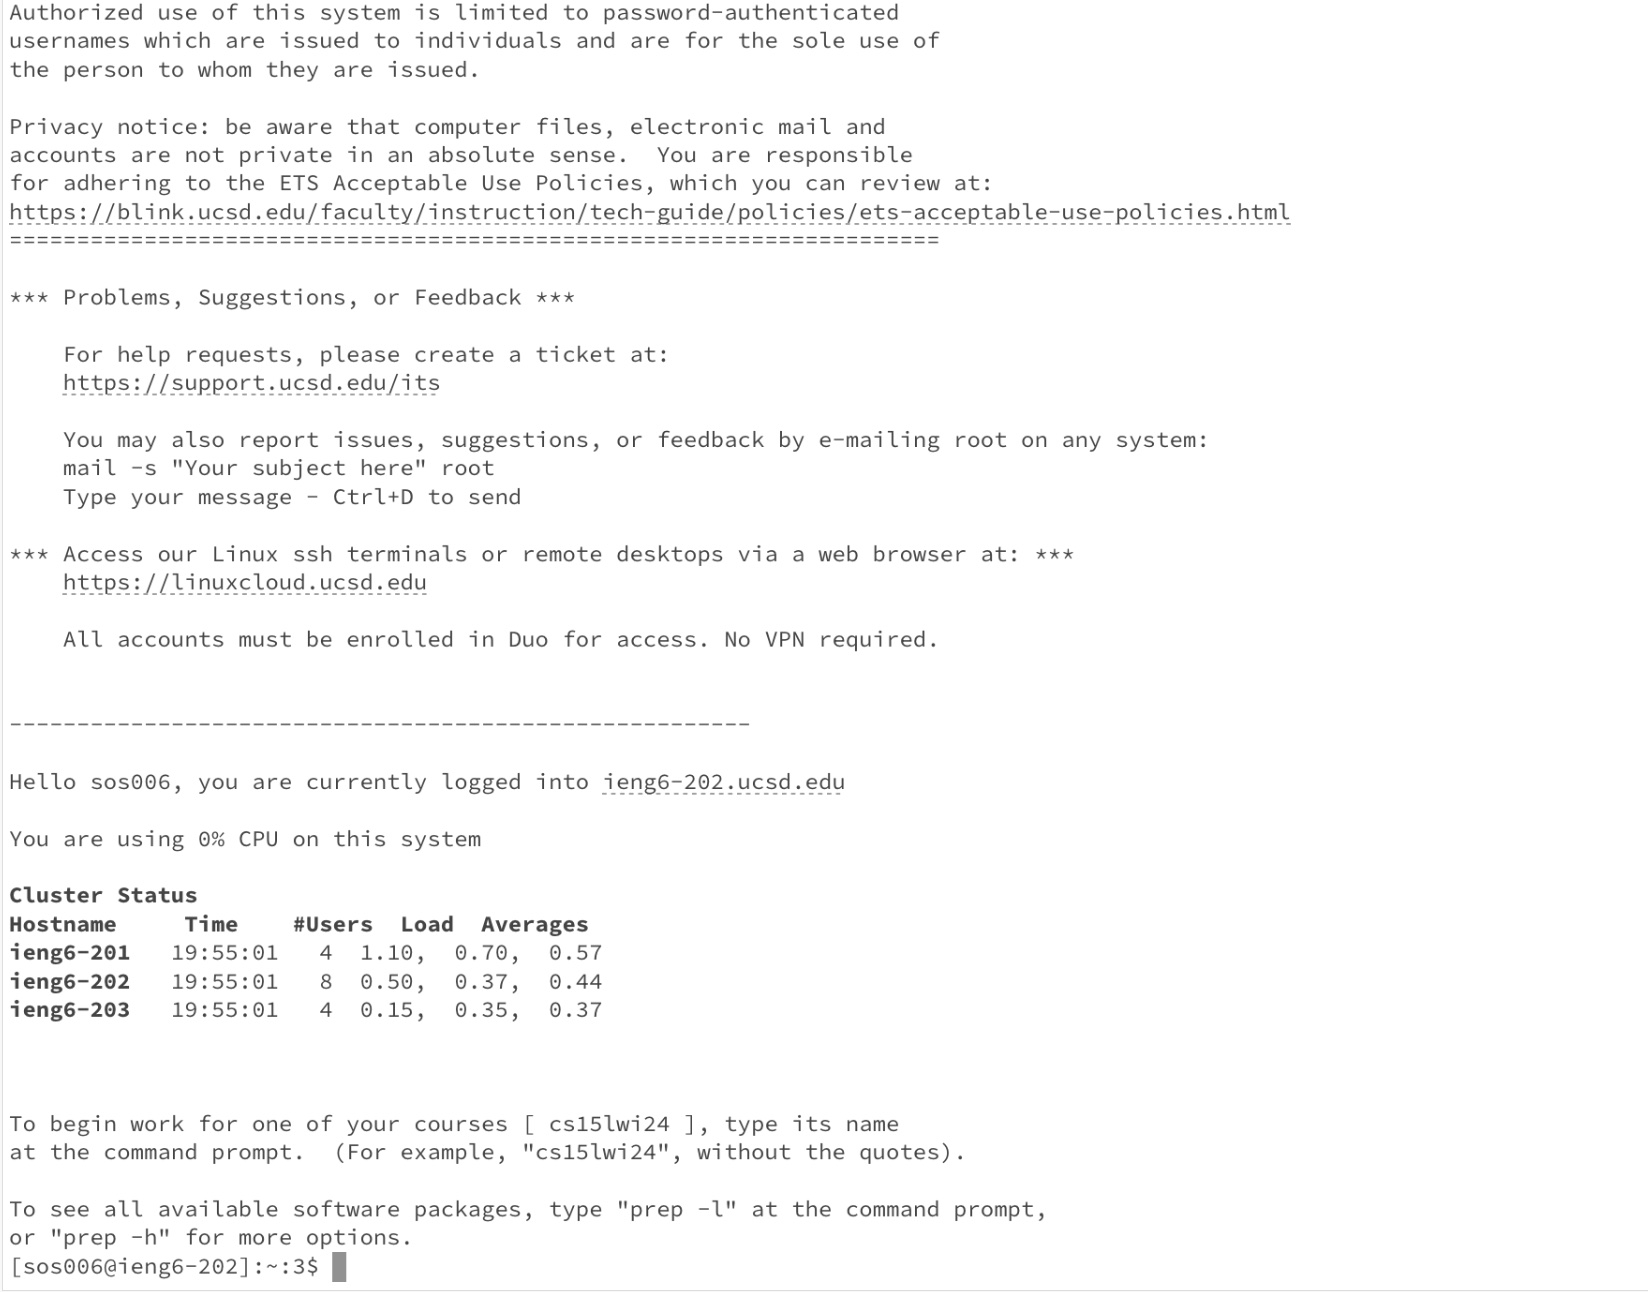 Authorized use of this system is limited to password-authenticated
usernames which are issued to individuals and are for the sole use of
the person to whom they are issued.
Privacy notice: be aware that computer files, electronic mail and
accounts are not private in an absolute sense.  You are responsible
for adhering to the ETS Acceptable Use Policies, which you can review at:
https://blink.ucsd.edu/faculty/instruction/tech-guide/policies/ets-acceptable-use-policies.html
=====================================================================
*** Problems, Suggestions, or Feedback ***
    For help requests, please create a ticket at:
    https://support.ucsd.edu/its
    You may also report issues, suggestions, or feedback by e-mailing root on any system:
    mail -s "Your subject here" root
    Type your message - Ctrl+D to send
*** Access our Linux ssh terminals or remote desktops via a web browser at: ***
    https://linuxcloud.ucsd.edu
    All accounts must be enrolled in Duo for access. No VPN required.
-------------------------------------------------------
Hello sos006, you are currently logged into ieng6-202.ucsd.edu
You are using 0% CPU on this system
Cluster Status
Hostname     Time    #Users  Load  Averages
ieng6-201   19:55:01   4  1.10,  0.70,  0.57
ieng6-202   19:55:01   8  0.50,  0.37,  0.44
ieng6-203   19:55:01   4  0.15,  0.35,  0.37
To begin work for one of your courses [ cs15lwi24 ], type its name
at the command prompt.  (For example, "cs15lwi24", without the quotes).
To see all available software packages, type "prep -l" at the command prompt,
or "prep -h" for more options.
[sos006@ieng6-202]:~:3$